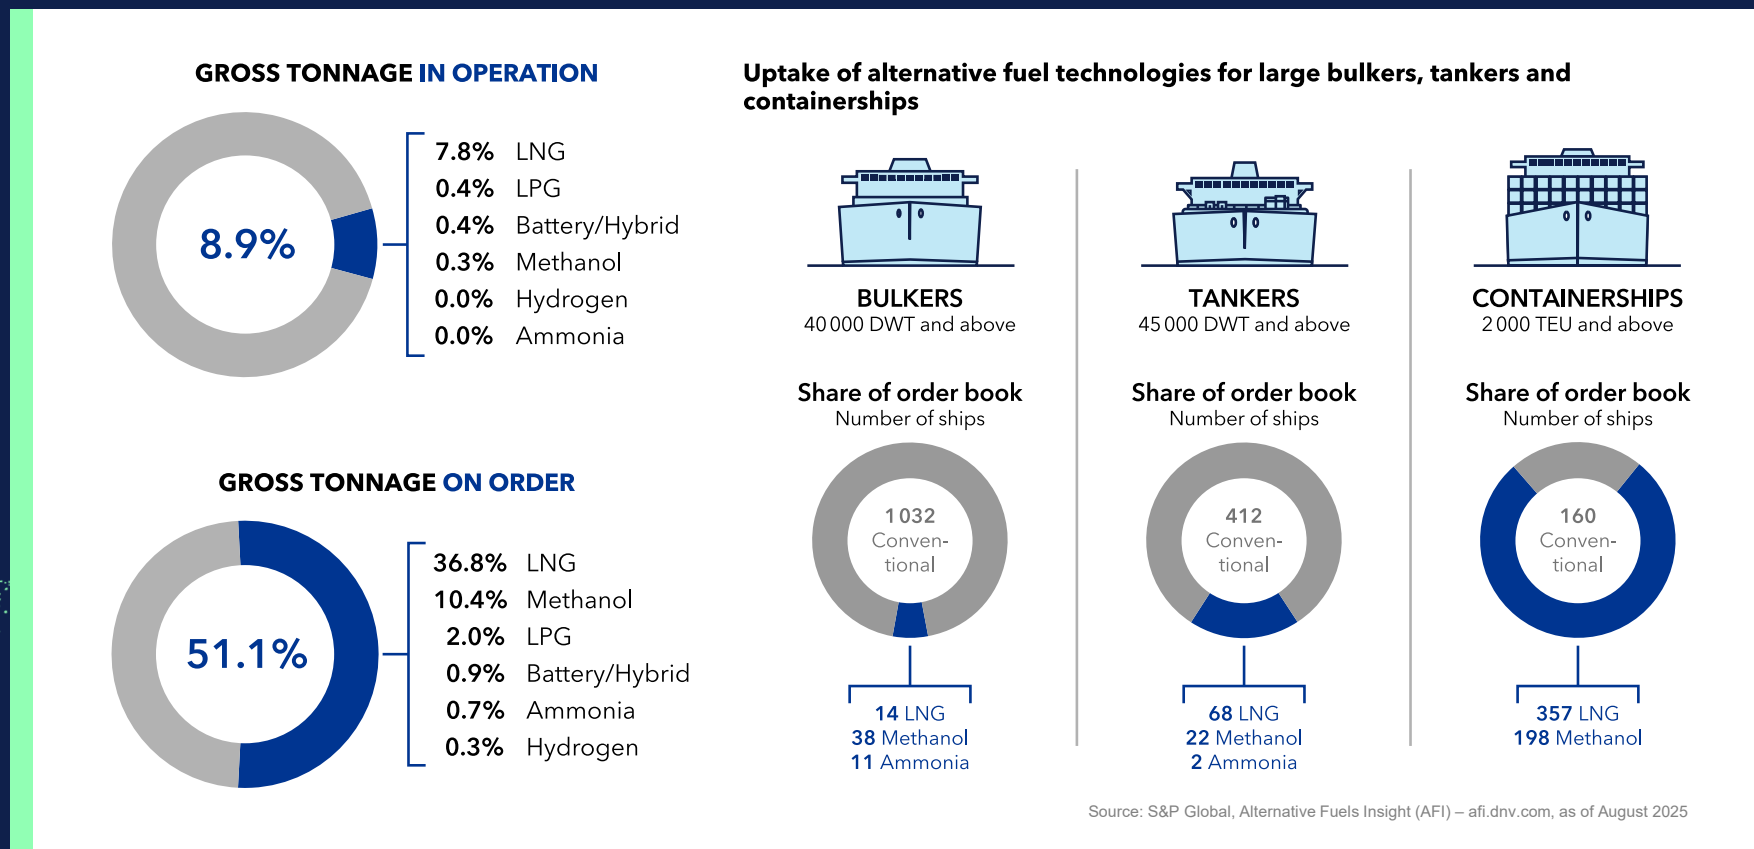 GROSS TONNAGE IN OPERATION
8.9%
7.8% LNG
0.4% LPG
0.4% Battery/Hybrid
0.3% Methanol
0.0% Hydrogen
0.0% Ammonia
GROSS TONNAGE ON ORDER
51.1%
36.8% LNG
10.4% Methanol
2.0% LPG
0.9% Battery/Hybrid
0.7% Ammonia
0.3% Hydrogen
Uptake of alternative fuel technologies for large bulkers, tankers and
containerships
BULKERS
40 000 DWT and above
Share of order book
Number of ships
1 032
Conven-
tional
14 LNG
38 Methanol
11 Ammonia
TANKERS
45 000 DWT and above
Share of order book
Number of ships
412
Conven-
tional
68 LNG
22 Methanol
2 Ammonia
CONTAINERSHIPS
2 000 TEU and above
Share of order book
Number of ships
160
Conven-
tional
357 LNG
198 Methanol
Source: S&P Global, Alternative Fuels Insight (AFI) – afi.dnv.com, as of August 2025